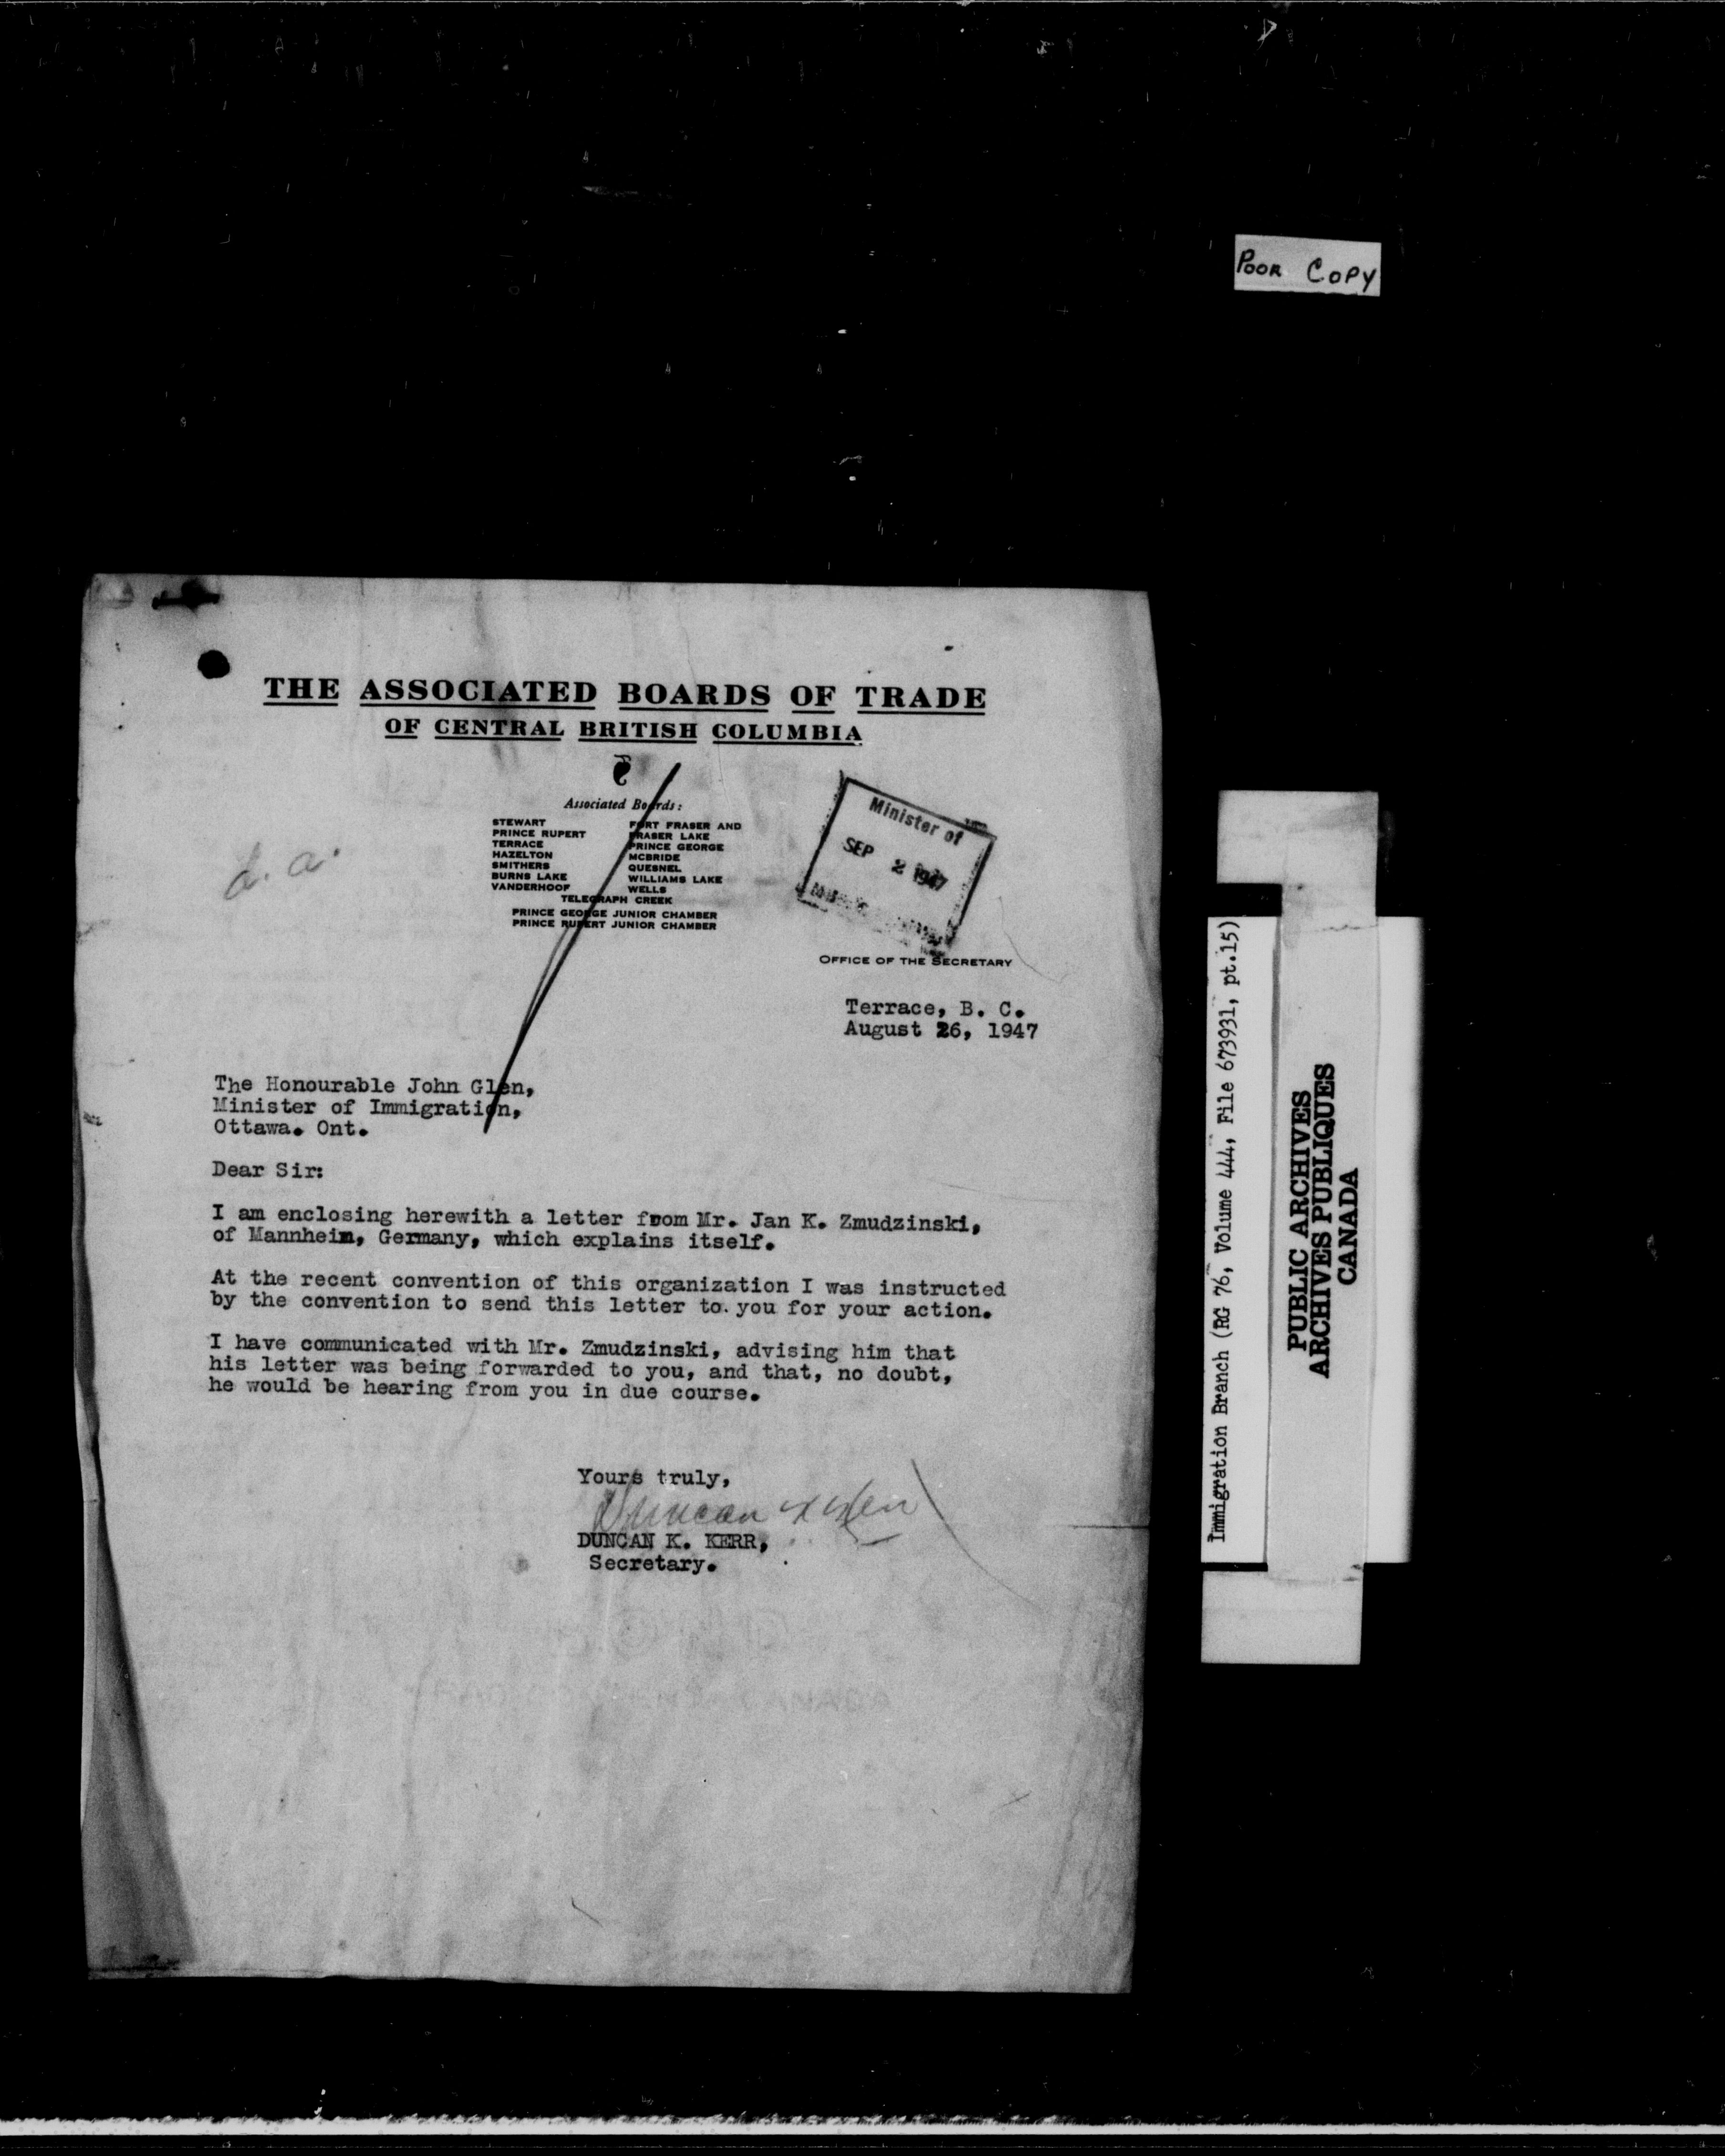 POOR COPY
THE ASSOCIATED BOARDS OF TRADE
OF CENTRAL BRITISH COLUMBIA
Associated Boards:
STEWART
PRINCE RUPERT
TERRACE
HAZELTON
SMITHERS
BURNS LAKE
VANDERHOOF
FORT FRASER AND
FRASER LAKE
PRINCE GEORGE
MCBRIDE
QUESNEL
WILLIAMS LAKE
WELLS
TELEGRAPH CREEK
PRINCE GEORGE JUNIOR CHAMBER
PRINCE RUPERT JUNIOR CHAMBER
d. a.
Minister of
SEP 2 1947
OFFICE OF THE SECRETARY
Terrace, B. C.
August 26, 1947
The Honourable John Glen,
Minister of Immigration,
Ottawa. Ont.
Dear Sir:
I am enclosing herewith a letter from Mr. Jan K. Zmudzinski,
of Mannheim, Germany, which explains itself.
At the recent convention of this organization I was instructed
by the convention to send this letter to. you for your action.
I have communicated with Mr. Zmudzinski, advising him that
his letter was being forwarded to you, and that, no doubt,
he would be hearing from you in due course.
Yours truly,
Duncan K Kerr
DUNCAN K. KERR,
Secretary.
Immigration Branch (RG 76, Volume 444, File 673931, pt.15)
PUBLIC ARCHIVES
ARCHIVES PUBLIQUES
CANADA